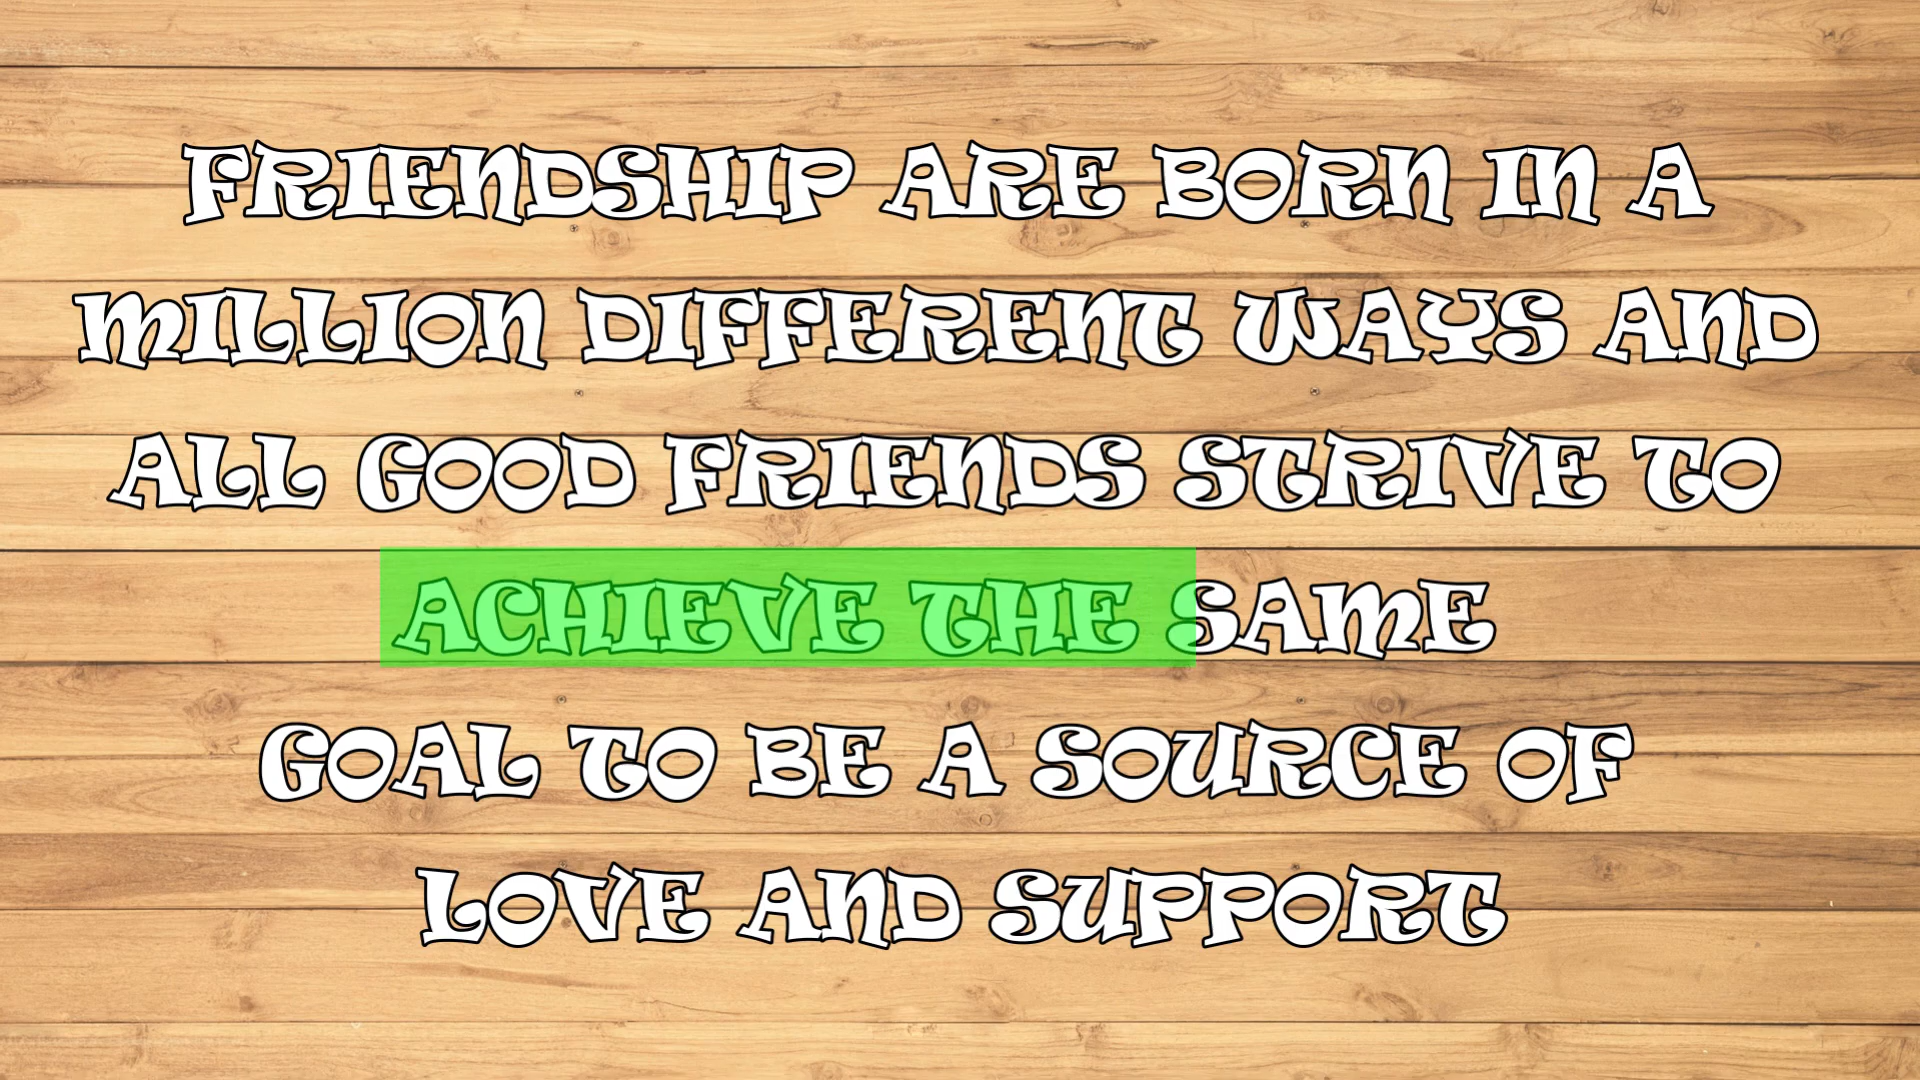 FRIENDSHIP ARE BORN IN A
MILLION DIFFERENT WAYS AND
ALL GOOD FRIENDS STRIVE TO
ACHIEVE THE SAME
GOAL TO BE A SOURCE OF
LOVE AND SUPPORT